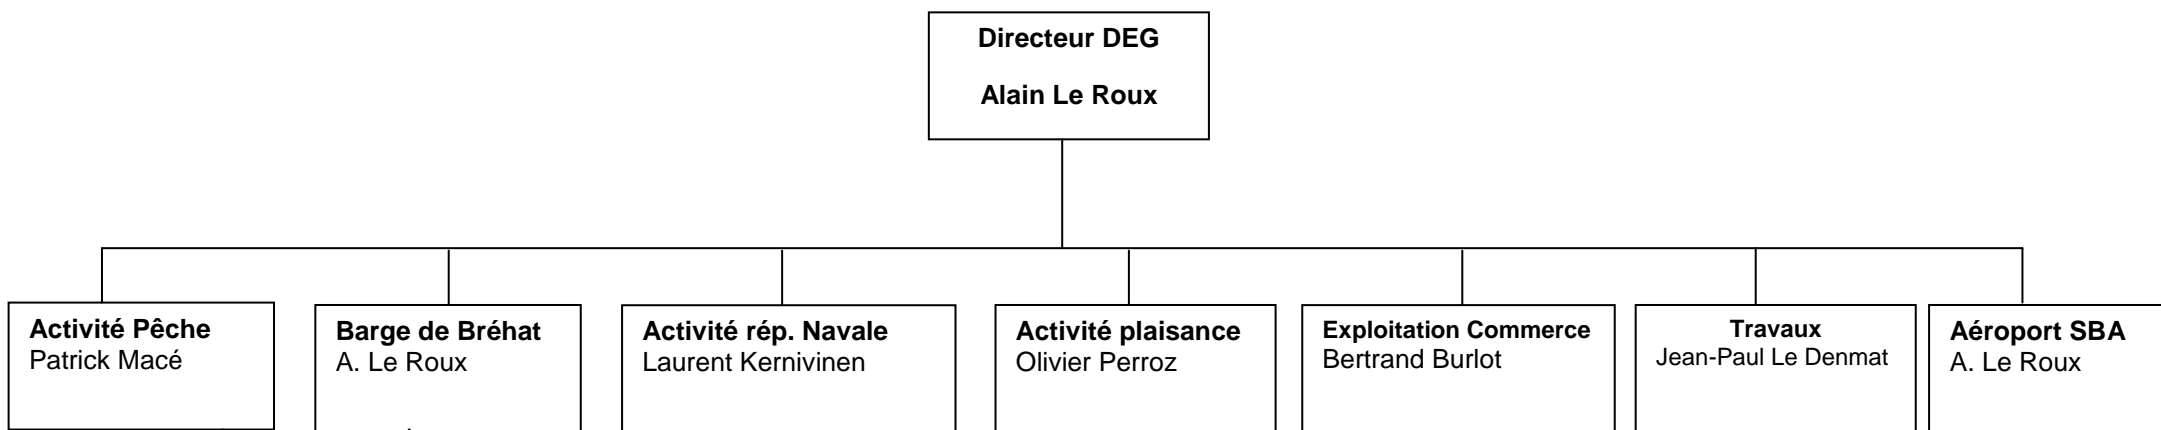 Directeur DEG
Alain Le Roux
Activité Pêche
Patrick Macé
Barge de Bréhat
A. Le Roux
Activité rép. Navale
Laurent Kernivinen
Activité plaisance
Olivier Perroz
Exploitation Commerce
Bertrand Burlot
Travaux
Jean-Paul Le Denmat
Aéroport SBA
A. Le Roux